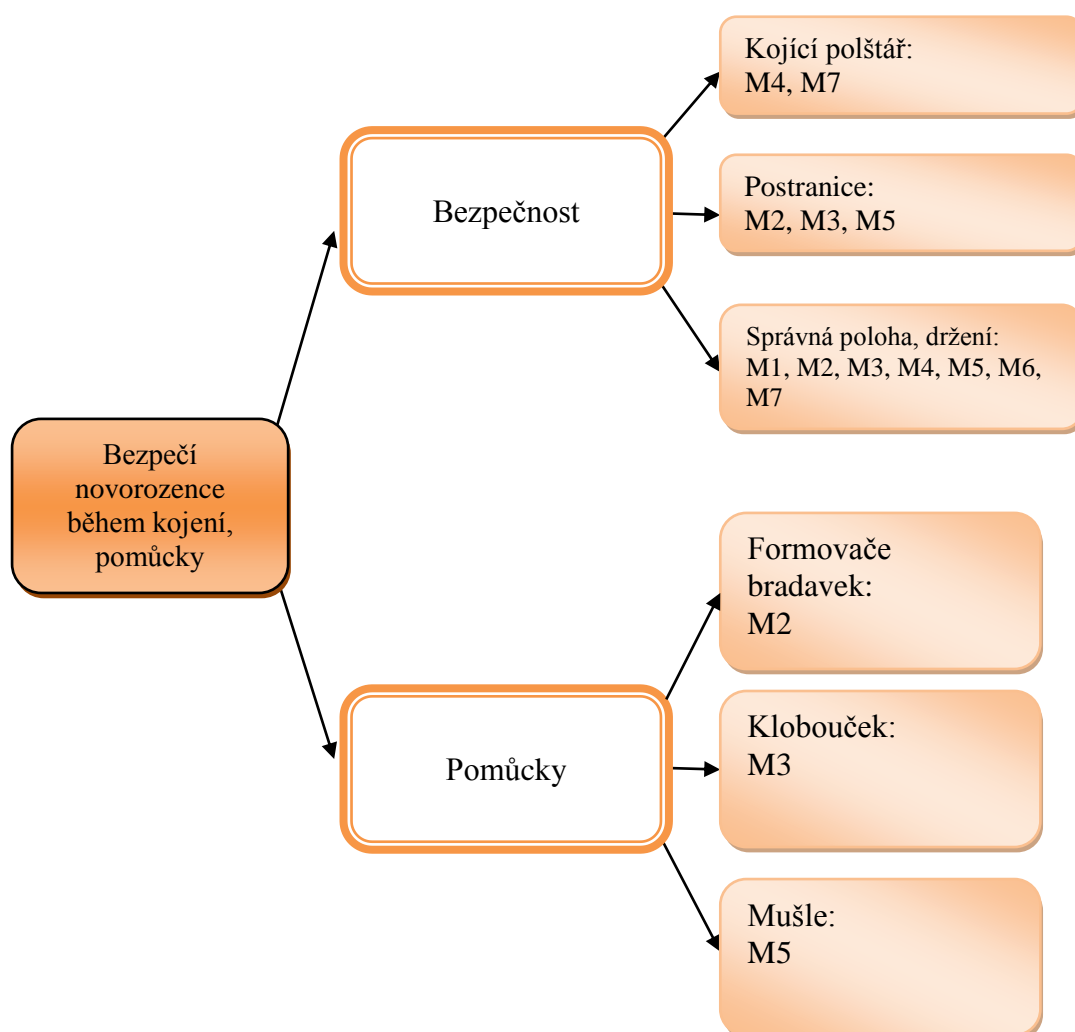 Kojící polštář:
M4, M7
Bezpečnost
Postranice:
M2, M3, M5
Správná poloha, držení:
M1, M2, M3, M4, M5, M6,
M7
Bezpečí
novorozence
během kojení,
pomůcky
Formovače
bradavek:
M2
Pomůcky
Klobouček:
M3
Mušle:
M5